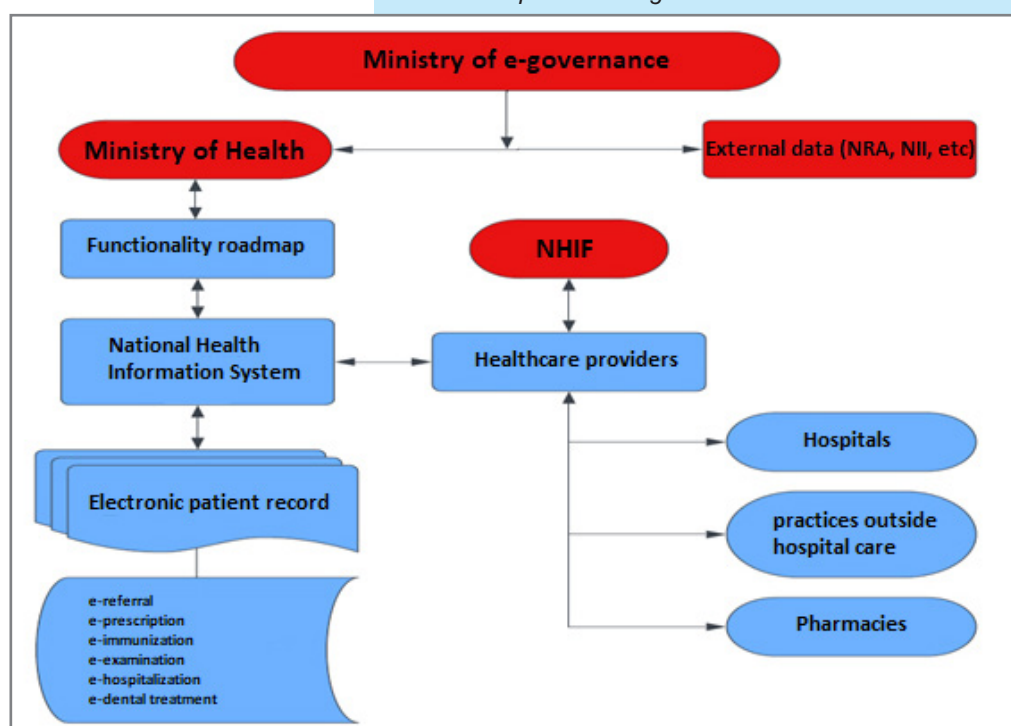 Ministry of e-governance
Ministry of Health
External data (NRA, NII, etc)
Functionality roadmap
NHIF
National Health
Information System
Healthcare providers
Hospitals
Electronic patient record
practices outside
hospital care
e-referral
e-prescription
e-immunization
e-examination
e-hospitalization
e-dental treatment
Pharmacies